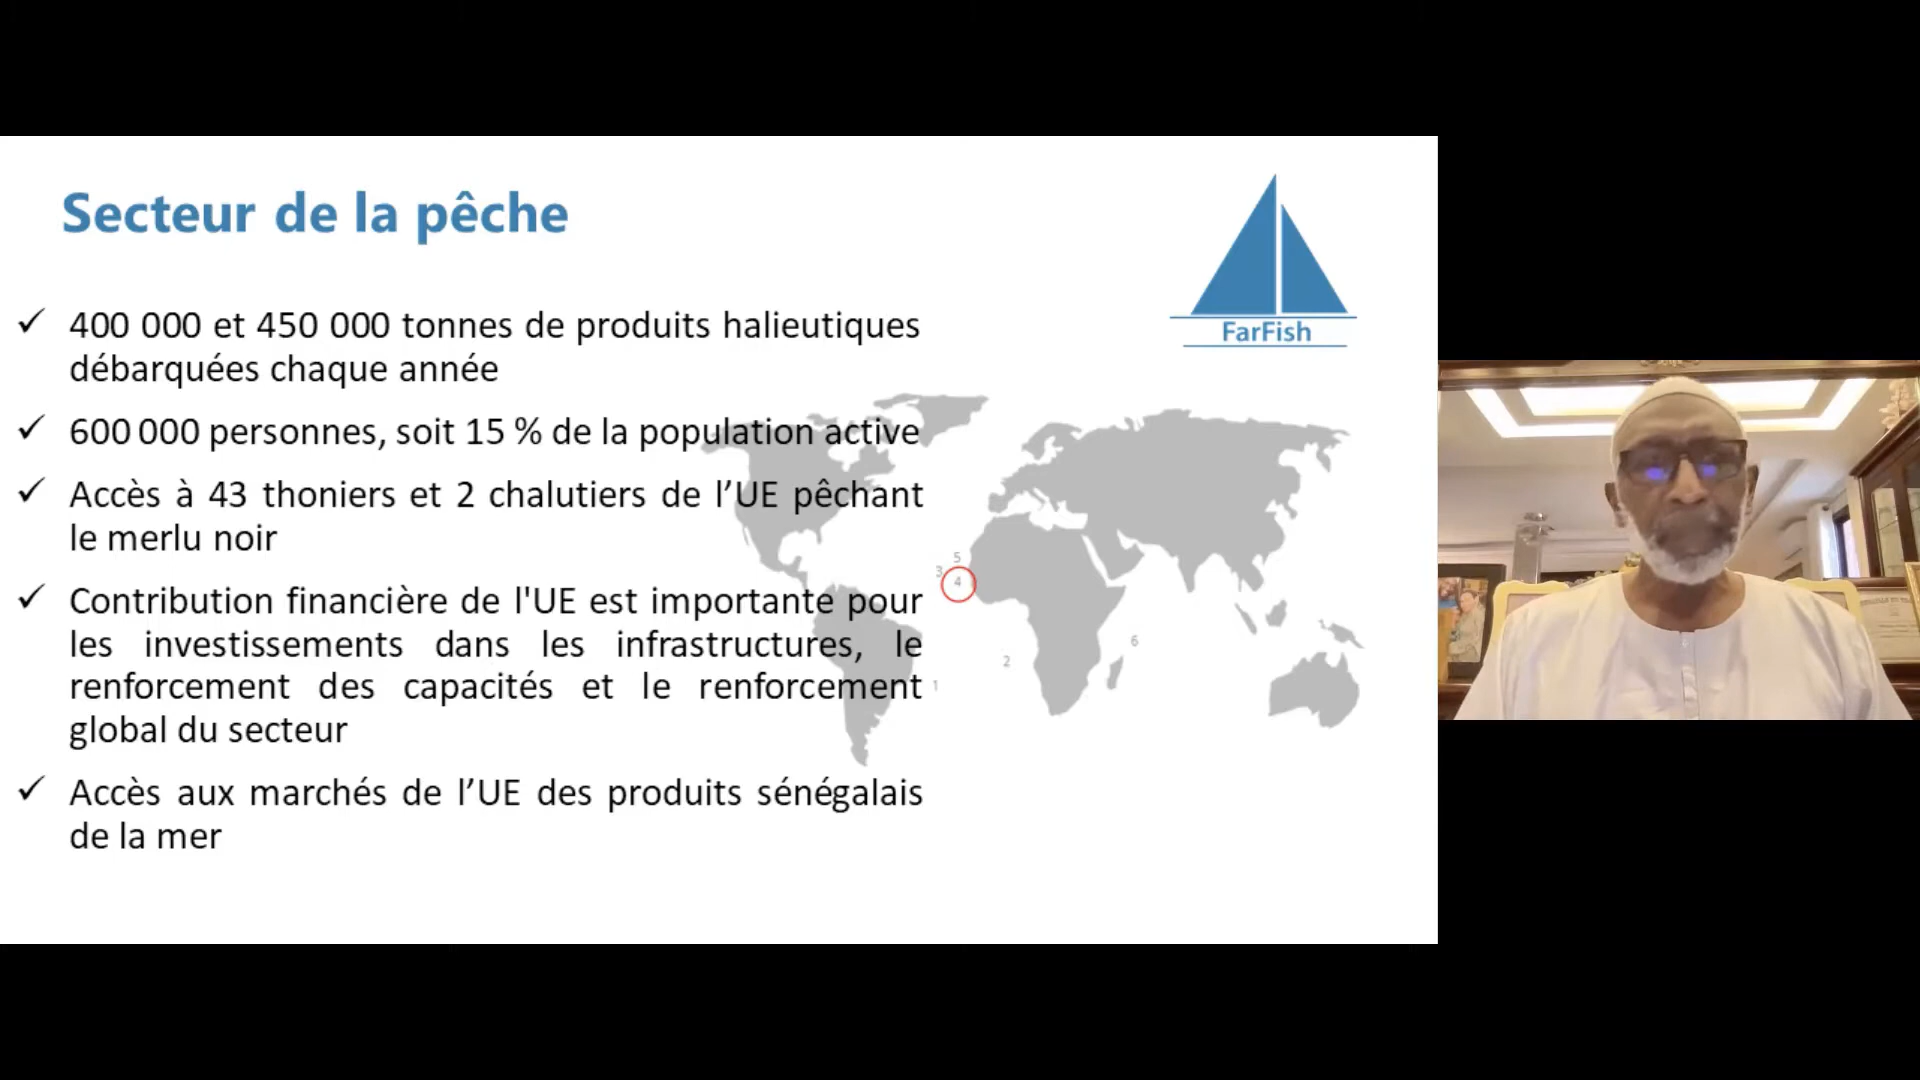 Secteur de la pêche
FarFish
✓ 400 000 et 450 000 tonnes de produits halieutiques
débarquées chaque année
✓ 600 000 personnes, soit 15 % de la population active
✓ Accès à 43 thoniers et 2 chalutiers de l’UE pêchant
le merlu noir
✓ Contribution financière de l'UE est importante pour
les investissements dans les infrastructures, le
renforcement des capacités et le renforcement
global du secteur
✓ Accès aux marchés de l’UE des produits sénégalais
de la mer
5
3
4
6
2
1